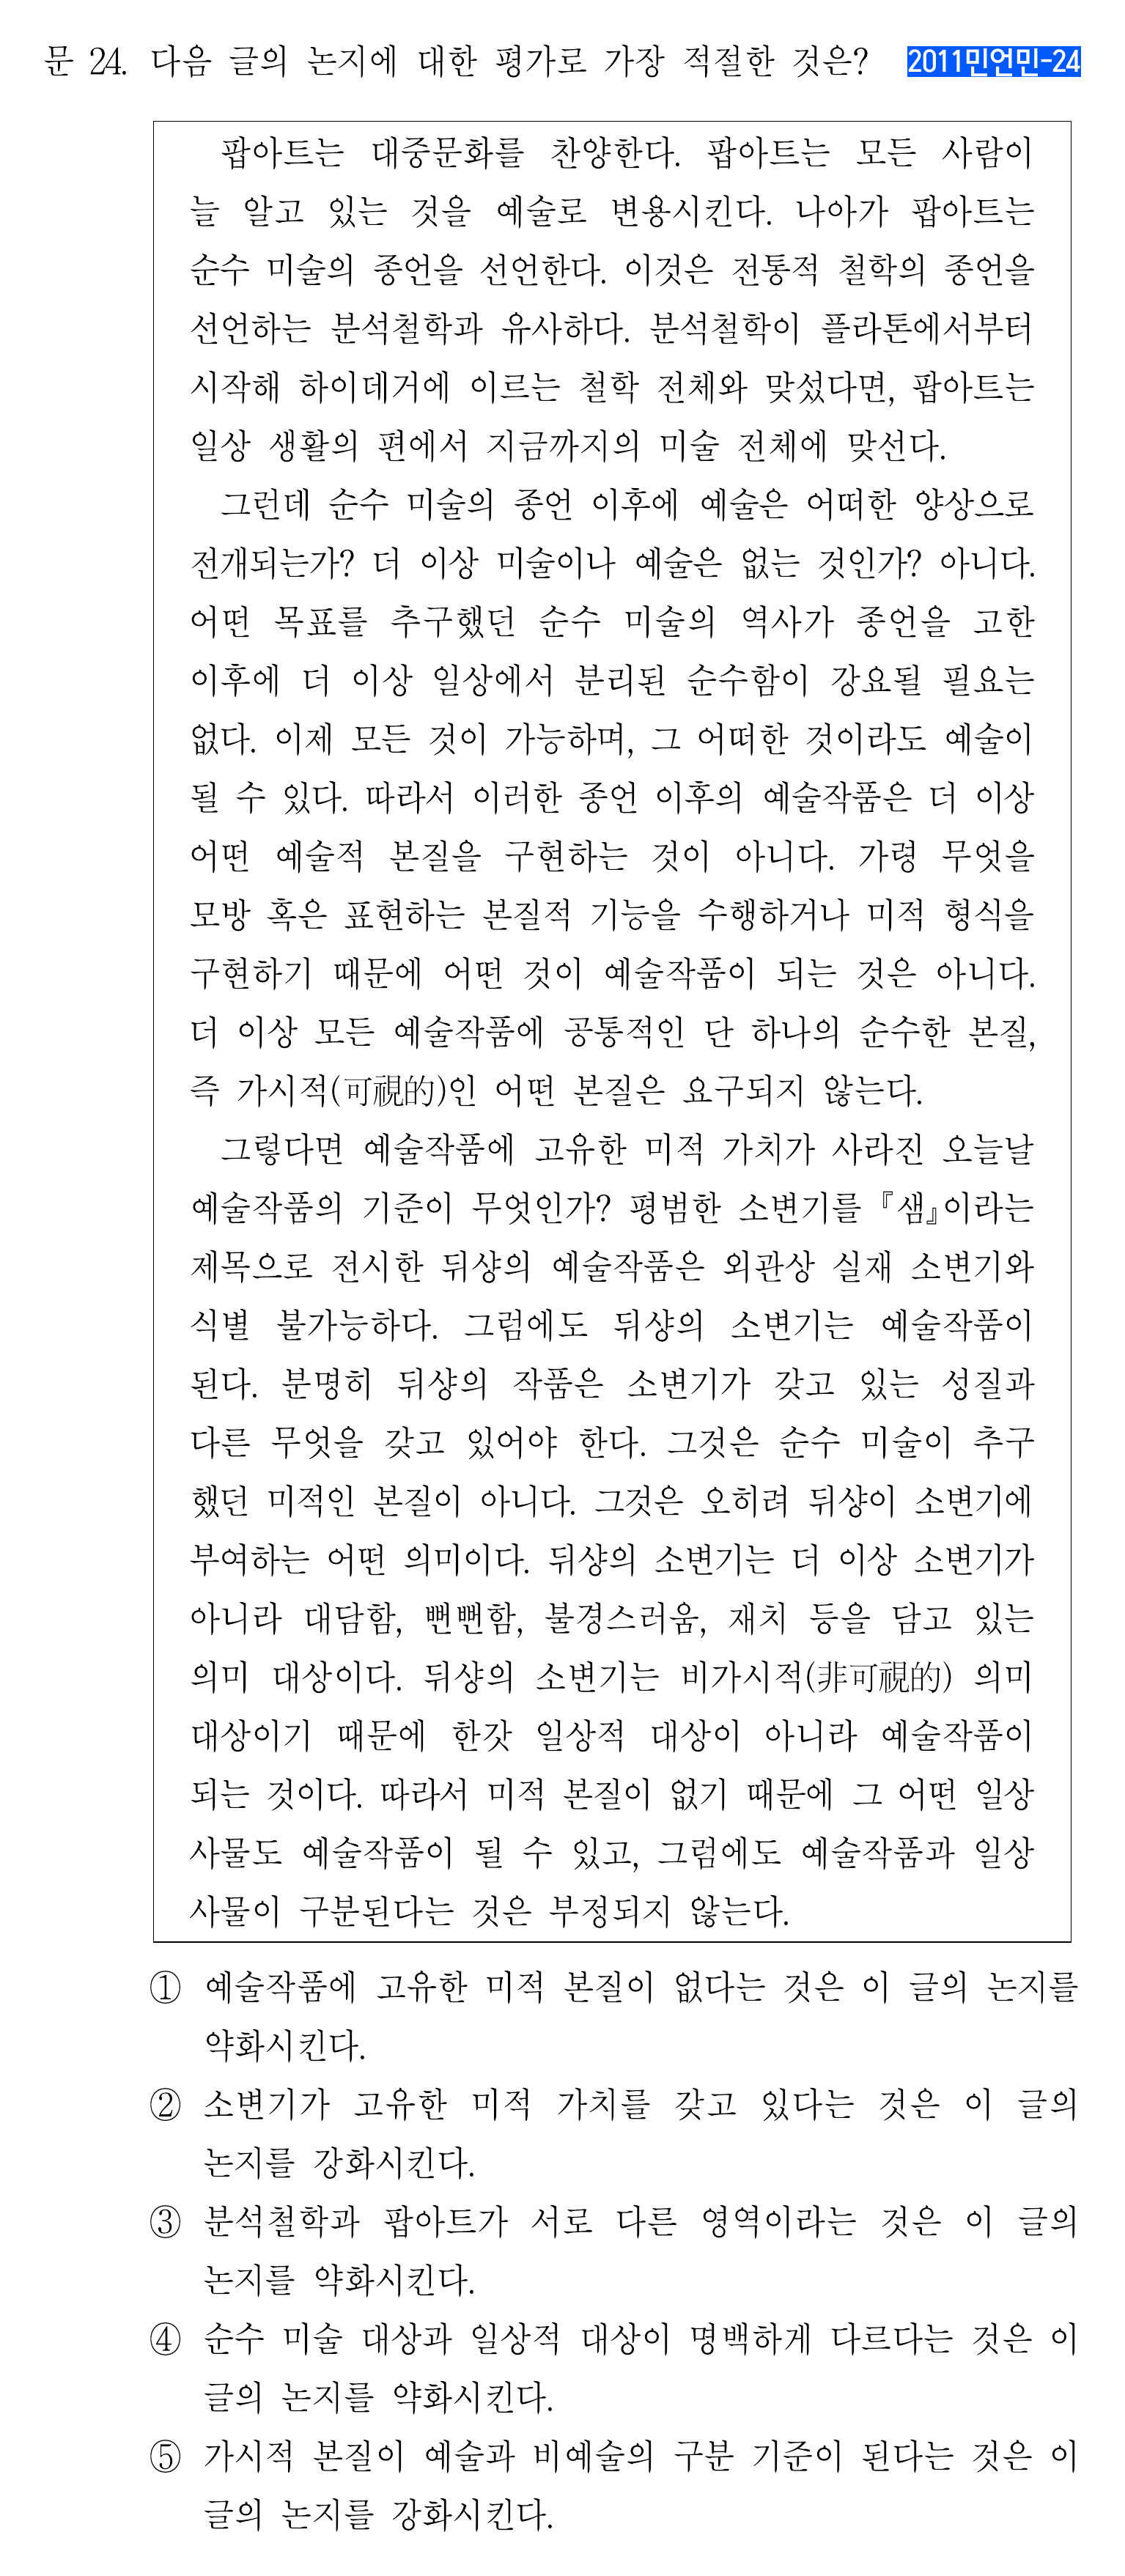 문 24. 다음 글의 논지에 대한 평가로 가장 적절한 것은? 2011민언민-24
팝아트는 대중문화를 찬양한다. 팝아트는 모든 사람이
늘 알고 있는 것을 예술로 변용시킨다. 나아가 팝아트는
순수 미술의 종언을 선언한다. 이것은 전통적 철학의 종언을
선언하는 분석철학과 유사하다. 분석철학이 플라톤에서부터
시작해 하이데거에 이르는 철학 전체와 맞섰다면, 팝아트는
일상 생활의 편에서 지금까지의 미술 전체에 맞선다.
그런데 순수 미술의 종언 이후에 예술은 어떠한 양상으로
전개되는가? 더 이상 미술이나 예술은 없는 것인가? 아니다.
어떤 목표를 추구했던 순수 미술의 역사가 종언을 고한
이후에 더 이상 일상에서 분리된 순수함이 강요될 필요는
없다. 이제 모든 것이 가능하며, 그 어떠한 것이라도 예술이
될 수 있다. 따라서 이러한 종언 이후의 예술작품은 더 이상
어떤 예술적 본질을 구현하는 것이 아니다. 가령 무엇을
모방 혹은 표현하는 본질적 기능을 수행하거나 미적 형식을
구현하기 때문에 어떤 것이 예술작품이 되는 것은 아니다.
더 이상 모든 예술작품에 공통적인 단 하나의 순수한 본질,
즉 가시적(可視的)인 어떤 본질은 요구되지 않는다.
그렇다면 예술작품에 고유한 미적 가치가 사라진 오늘날
예술작품의 기준이 무엇인가? 평범한 소변기를 『샘』이라는
제목으로 전시한 뒤샹의 예술작품은 외관상 실재 소변기와
식별 불가능하다. 그럼에도 뒤샹의 소변기는 예술작품이
된다. 분명히 뒤샹의 작품은 소변기가 갖고 있는 성질과
다른 무엇을 갖고 있어야 한다. 그것은 순수 미술이 추구
했던 미적인 본질이 아니다. 그것은 오히려 뒤샹이 소변기에
부여하는 어떤 의미이다. 뒤샹의 소변기는 더 이상 소변기가
아니라 대담함, 뻔뻔함, 불경스러움, 재치 등을 담고 있는
의미 대상이다. 뒤샹의 소변기는 비가시적(非可視的) 의미
대상이기 때문에 한갓 일상적 대상이 아니라 예술작품이
되는 것이다. 따라서 미적 본질이 없기 때문에 그 어떤 일상
사물도 예술작품이 될 수 있고, 그럼에도 예술작품과 일상
사물이 구분된다는 것은 부정되지 않는다.
① 예술작품에 고유한 미적 본질이 없다는 것은 이 글의 논지를
약화시킨다.
② 소변기가 고유한 미적 가치를 갖고 있다는 것은 이 글의
논지를 강화시킨다.
③ 분석철학과 팝아트가 서로 다른 영역이라는 것은 이 글의
논지를 약화시킨다.
④ 순수 미술 대상과 일상적 대상이 명백하게 다르다는 것은 이
글의 논지를 약화시킨다.
⑤ 가시적 본질이 예술과 비예술의 구분 기준이 된다는 것은 이
글의 논지를 강화시킨다.